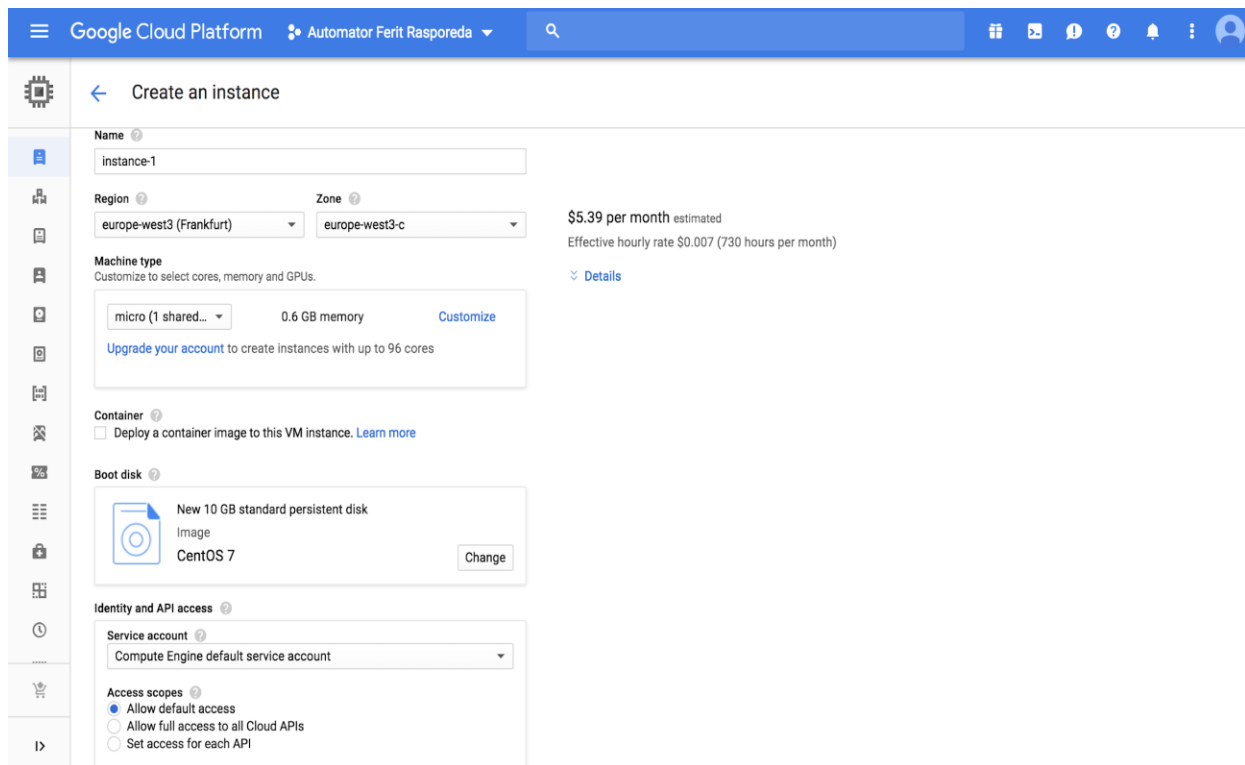 Google Cloud Platform
Automator Ferit Rasporeda
Create an instance
Name
instance-1
Region Zone
europe-west3 (Frankfurt) europe-west3-c
Machine type
Customize to select cores, memory and GPUs.
micro (1 shared... 0.6 GB memory Customize
Upgrade your account to create instances with up to 96 cores
Container
Deploy a container image to this VM instance. Learn more
Boot disk
New 10 GB standard persistent disk
Image
CentOS 7
Change
Identity and API access
Service account
Compute Engine default service account
Access scopes
Allow default access
Allow full access to all Cloud APIs
Set access for each API
$5.39 per month estimated
Effective hourly rate $0.007 (730 hours per month)
Details